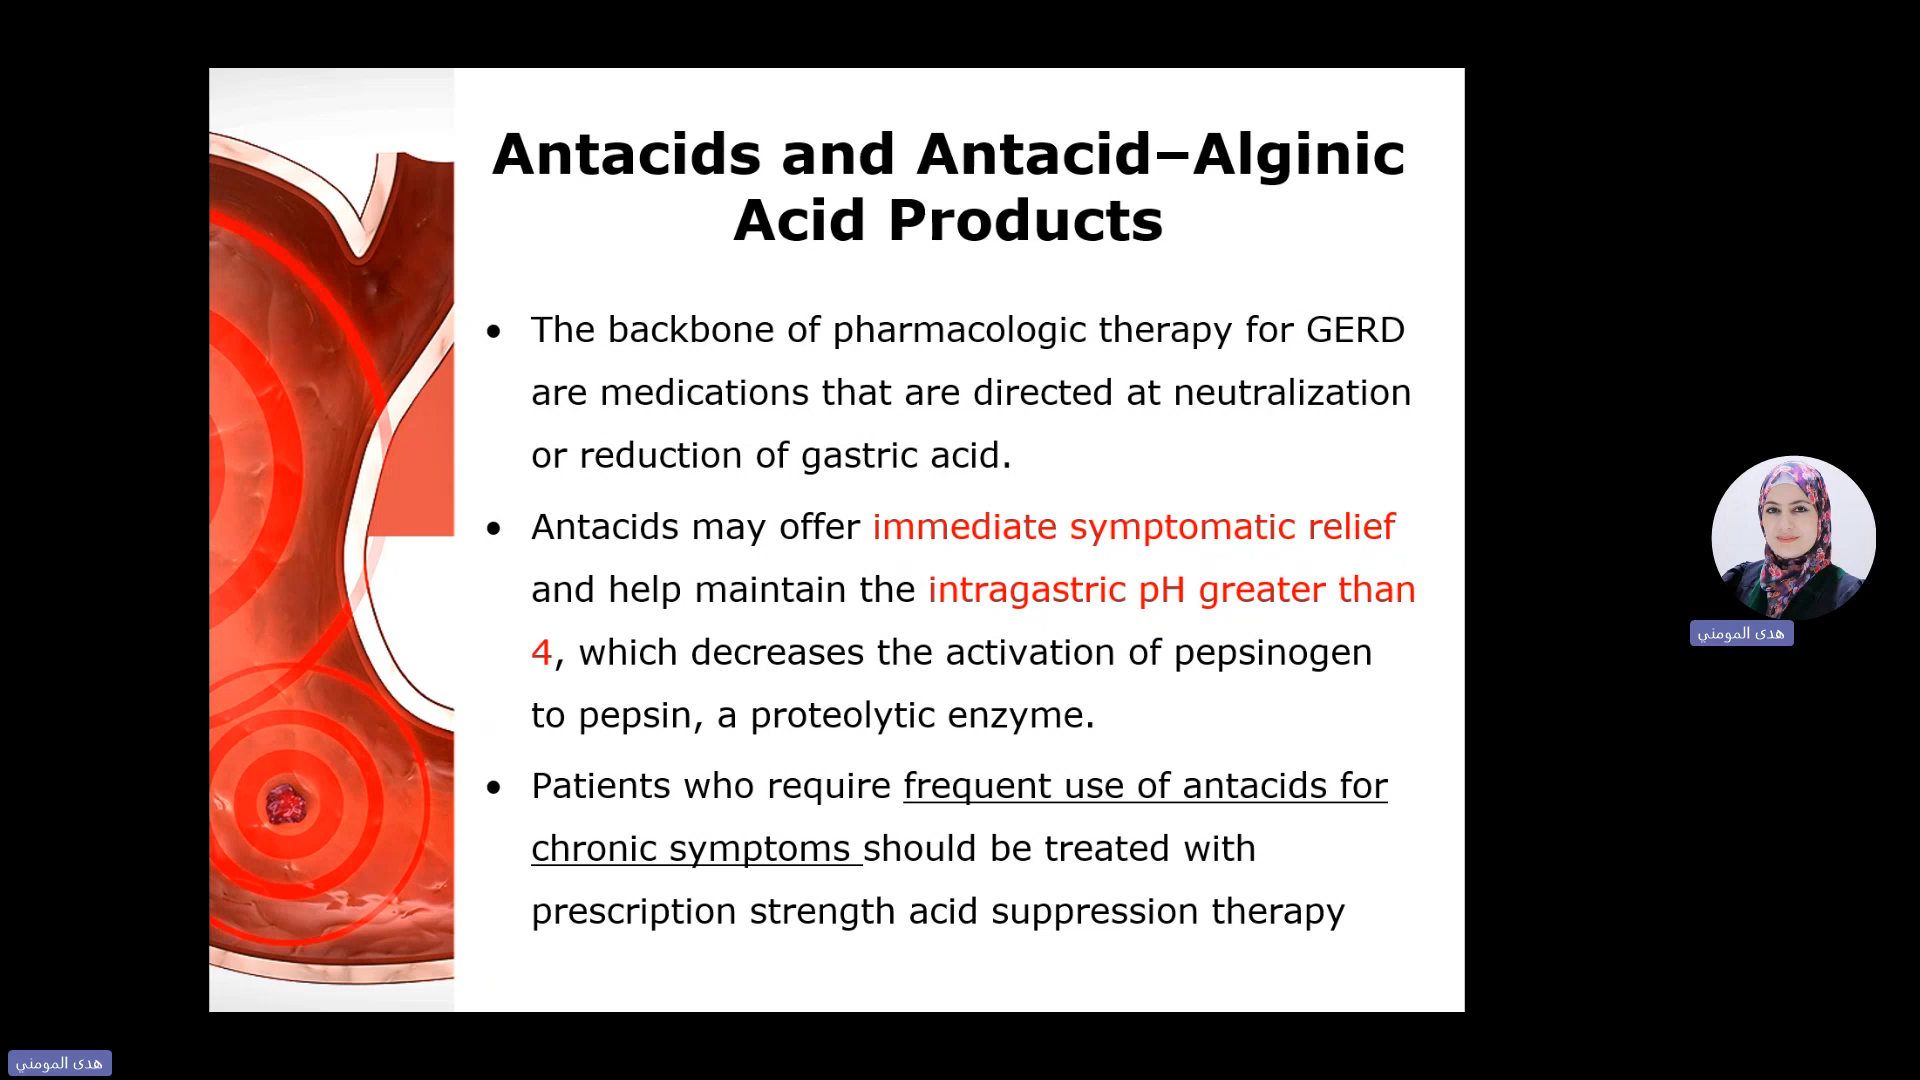 Antacids and Antacid–Alginic
Acid Products
• The backbone of pharmacologic therapy for GERD
are medications that are directed at neutralization
or reduction of gastric acid.
• Antacids may offer immediate symptomatic relief
and help maintain the intragastric pH greater than
4, which decreases the activation of pepsinogen
to pepsin, a proteolytic enzyme.
• Patients who require frequent use of antacids for
chronic symptoms should be treated with
prescription strength acid suppression therapy
هدى المومني
هدى المومني